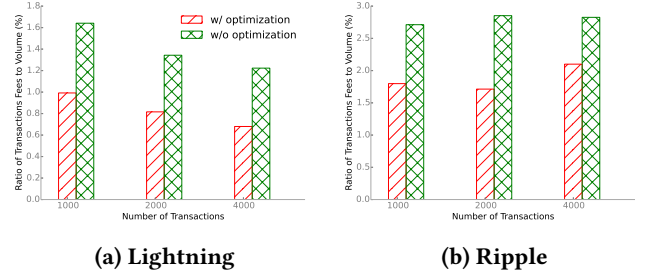 Ratio of Transactions Fees to Volume (%)
1.8
1.6
1.4
1.2
1.0
0.8
0.6
0.4
0.2
0.0
w/ optimization
w/o optimization
1000
2000
4000
Number of Transactions
(a) Lightning
Ratio of Transactions Fees to Volume (%)
3.0
2.5
2.0
1.5
1.0
0.5
0.0
1000
2000
4000
Number of Transactions
(b) Ripple